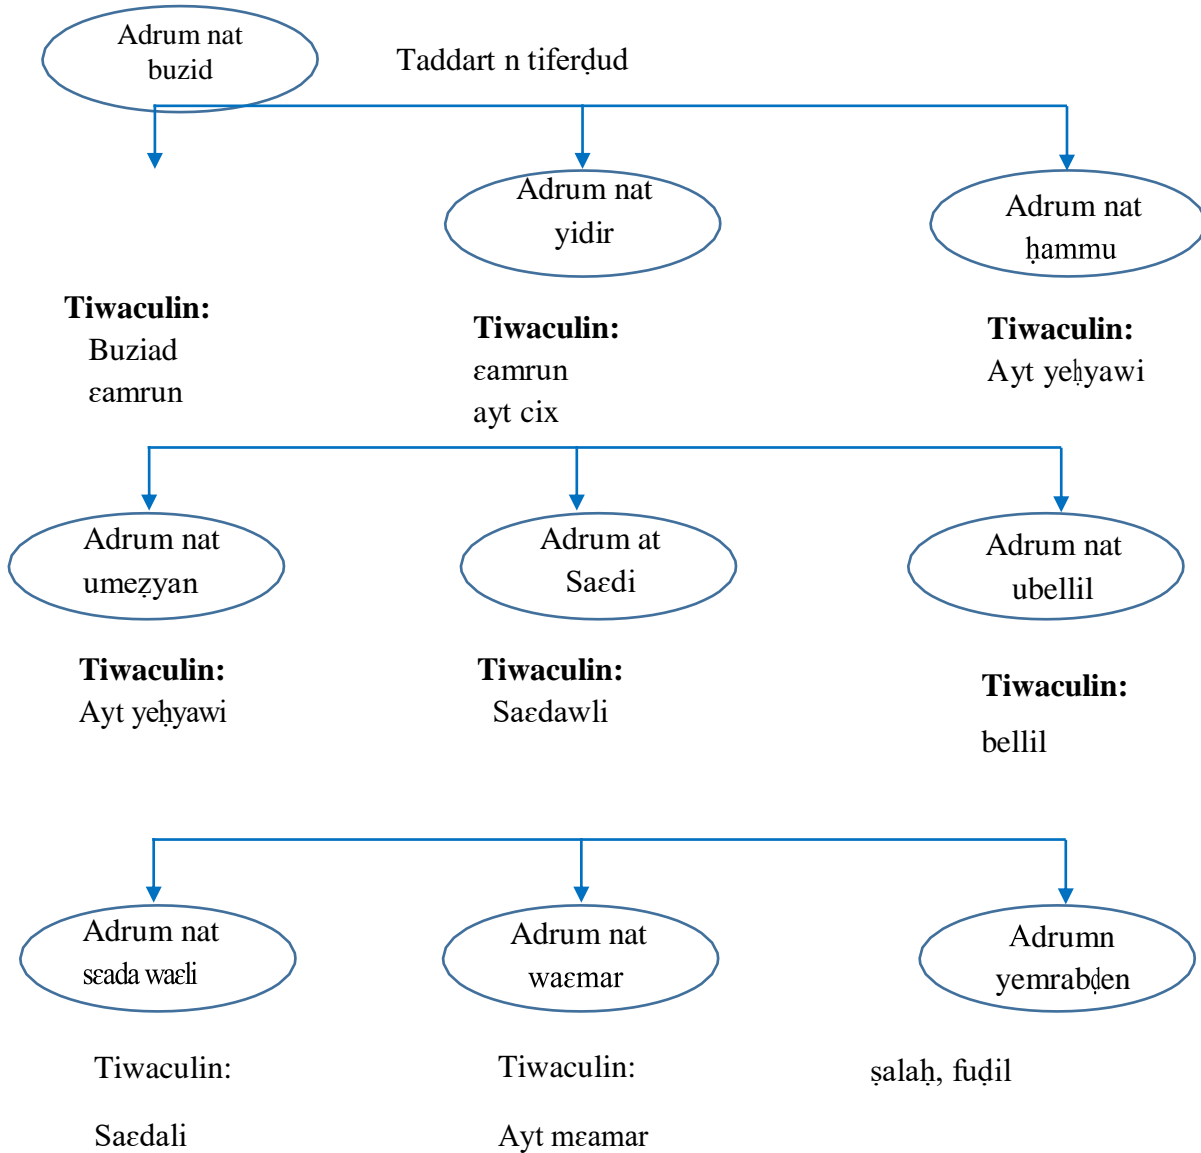 Adrum nat
buzid
Taddart n tiferḍud
Adrum nat
yidir
Adrum nat
ḥammu
Tiwaculin:
Buziad
ɛamrun
Tiwaculin:
ɛamrun
ayt cix
Tiwaculin:
Ayt yeḥyawi
Adrum nat
umeẓyan
Adrum at
Saɛdi
Adrum nat
ubellil
Tiwaculin:
Ayt yeḥyawi
Tiwaculin:
Saɛdawli
Tiwaculin:
bellil
Adrum nat
sɛada waɛli
Adrum nat
waɛmar
Adrumn
yemrabḍen
Tiwaculin:
Saɛdali
Tiwaculin:
Ayt mɛamar
ṣalaḥ, fuḍil